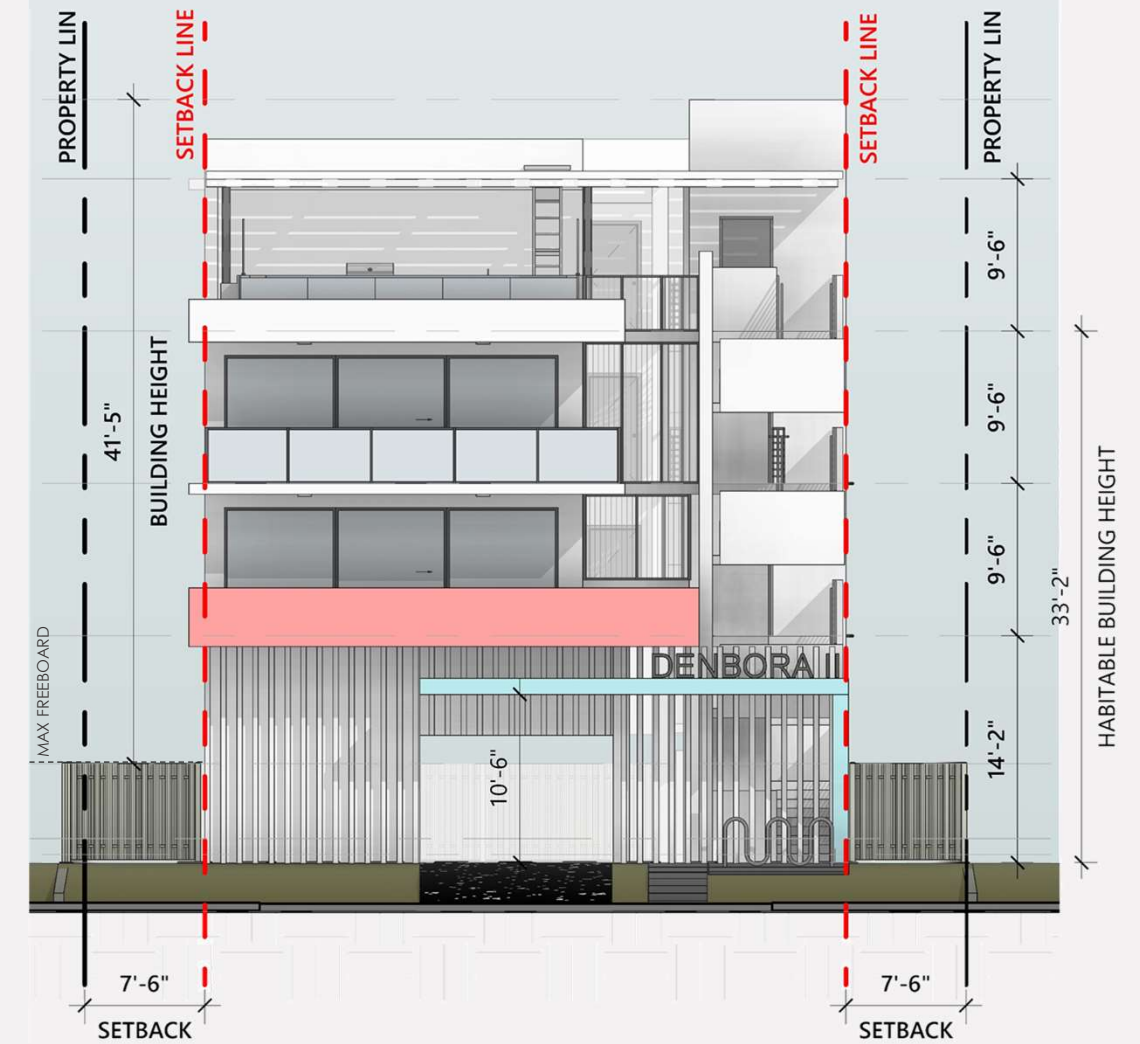 PROPERTY LIN
SETBACK LINE
SETBACK LINE
PROPERTY LIN
41'-5"
BUILDING HEIGHT
9'-6"
9'-6"
9'-6"
33'-2"
HABITABLE BUILDING HEIGHT
MAX FREEBOARD
DENBORA II
10'-6"
14'-2"
7'-6"
SETBACK
7'-6"
SETBACK